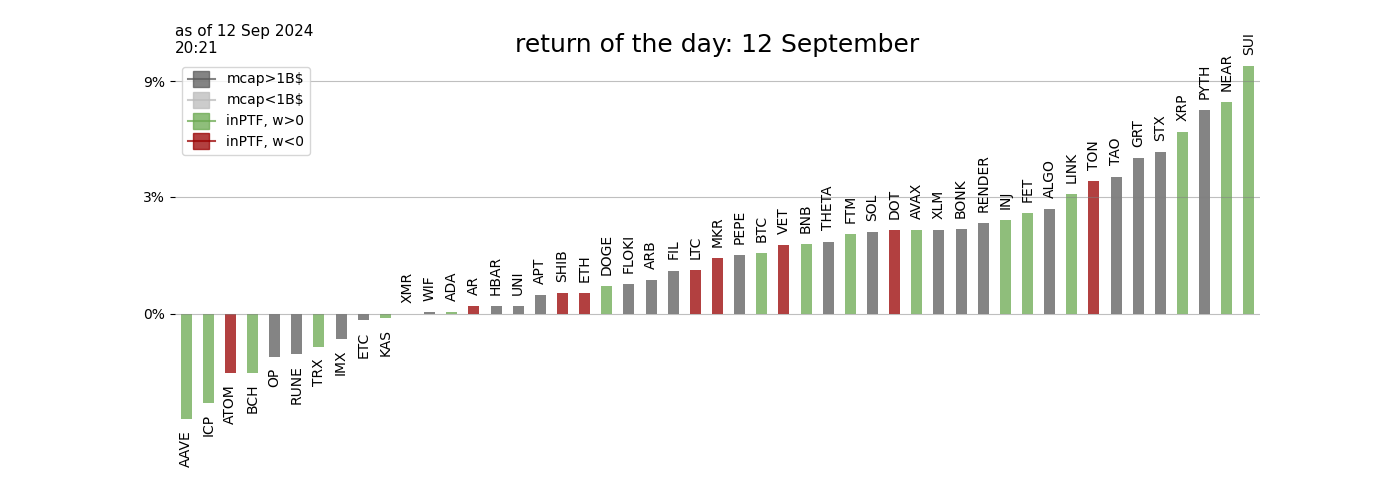 as of 12 Sep 2024
20:21
return of the day: 12 September
mcap>1B$
mcap<1B$
inPTF, w>0
inPTF, w<0
9%
3%
0%
AAVE
ICP
ATOM
BCH
OP
RUNE
TRX
IMX
ETC
KAS
XMR
WIF
ADA
AR
HBAR
UNI
APT
SHIB
ETH
DOGE
FLOKI
ARB
FIL
LTC
MKR
PEPE
BTC
VET
BNB
THETA
FTM
SOL
DOT
AVAX
XLM
BONK
RENDER
INJ
FET
ALGO
LINK
TON
TAO
GRT
STX
XRP
PYTH
NEAR
SUI